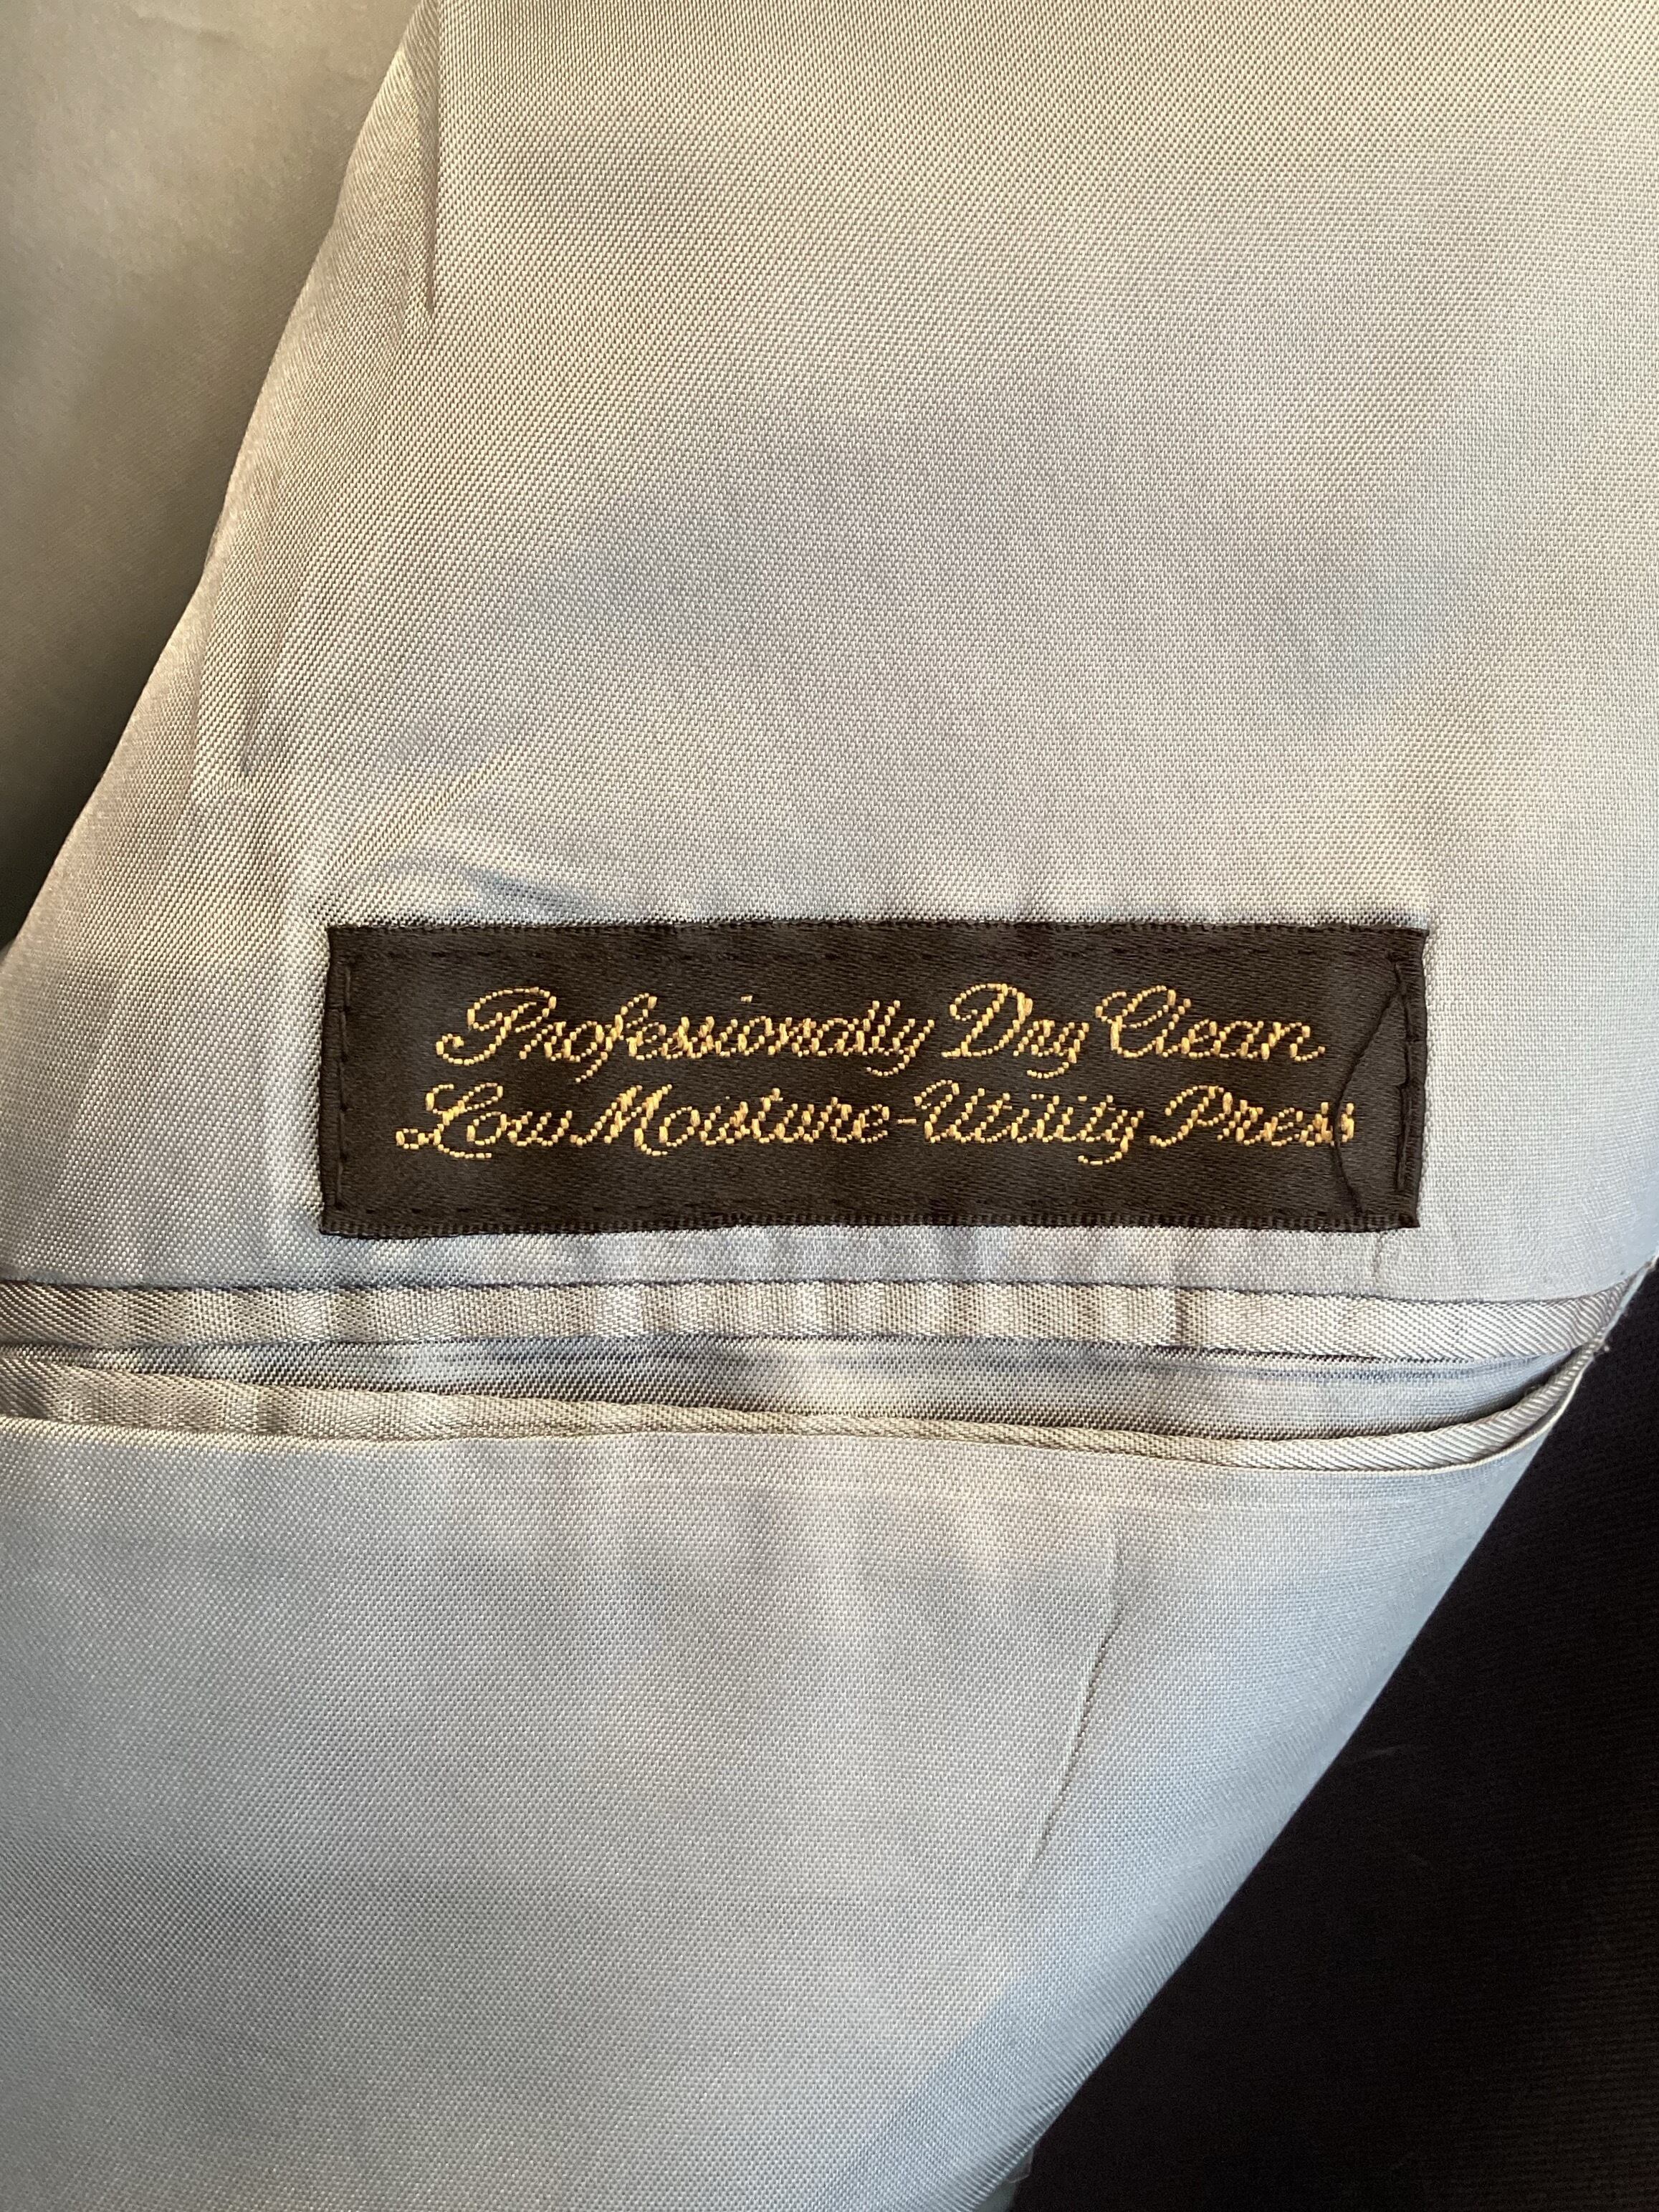 Professionally Dry Clean
Low Moisture-Utility Press